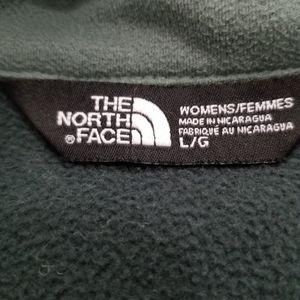 THE
NORTH
®FACE
WOMENS/FEMMES
MADE IN NICARAGUA
FABRIQUÉ AU NICARAGUA
L/G